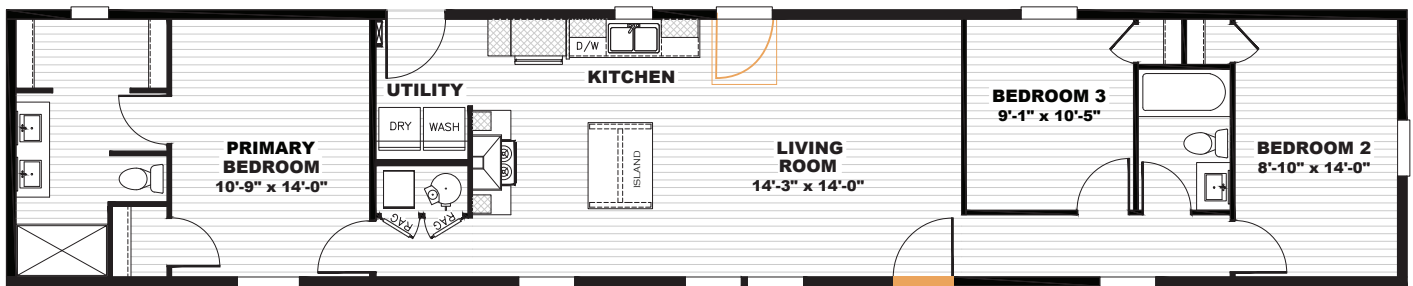 D/W
KITCHEN
UTILITY
DRY
WASH
PRIMARY
BEDROOM
10'-9" x 14'-0"
RAG
RAG
ISLAND
LIVING
ROOM
14'-3" x 14'-0"
BEDROOM 3
9'-1" x 10'-5"
BEDROOM 2
8'-10" x 14'-0"